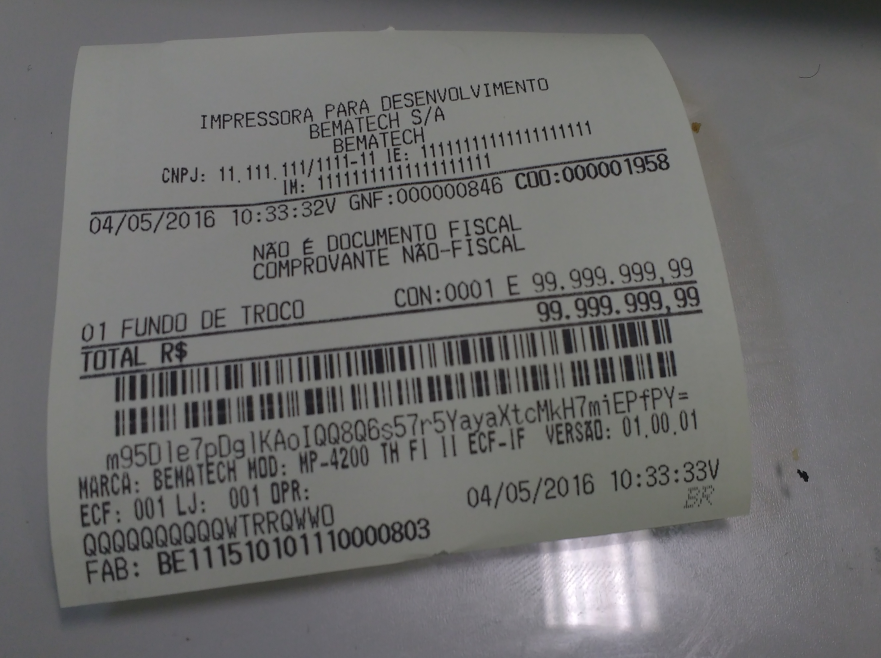 IMPRESSORA PARA DESENVOLVIMENTO
BEMATECH S/A
BEMATECH
CNPJ: 11.111.111/1111-11 IE: 11111111111111111111
IM: 11111111111111111111
04/05/2016 10:33:32V GNF:000000846 COO:000001958
NÃO É DOCUMENTO FISCAL
COMPROVANTE NÃO-FISCAL
01 FUNDO DE TROCO CON:0001 E 99.999.999,99
TOTAL R$ 99.999.999,99
m95Dle7pDglKAoIQQ8Q6s57r5YayaXtcMkH7miEPfPY=
MARCA: BEMATECH MOD: MP-4200 TH FI II ECF-IF VERSÃO: 01.00.01
ECF: 001 LJ: 001 OPR:
QQQQQQQQQQWTRRQWWO 04/05/2016 10:33:33V
FAB: BE111510101110000803 BR